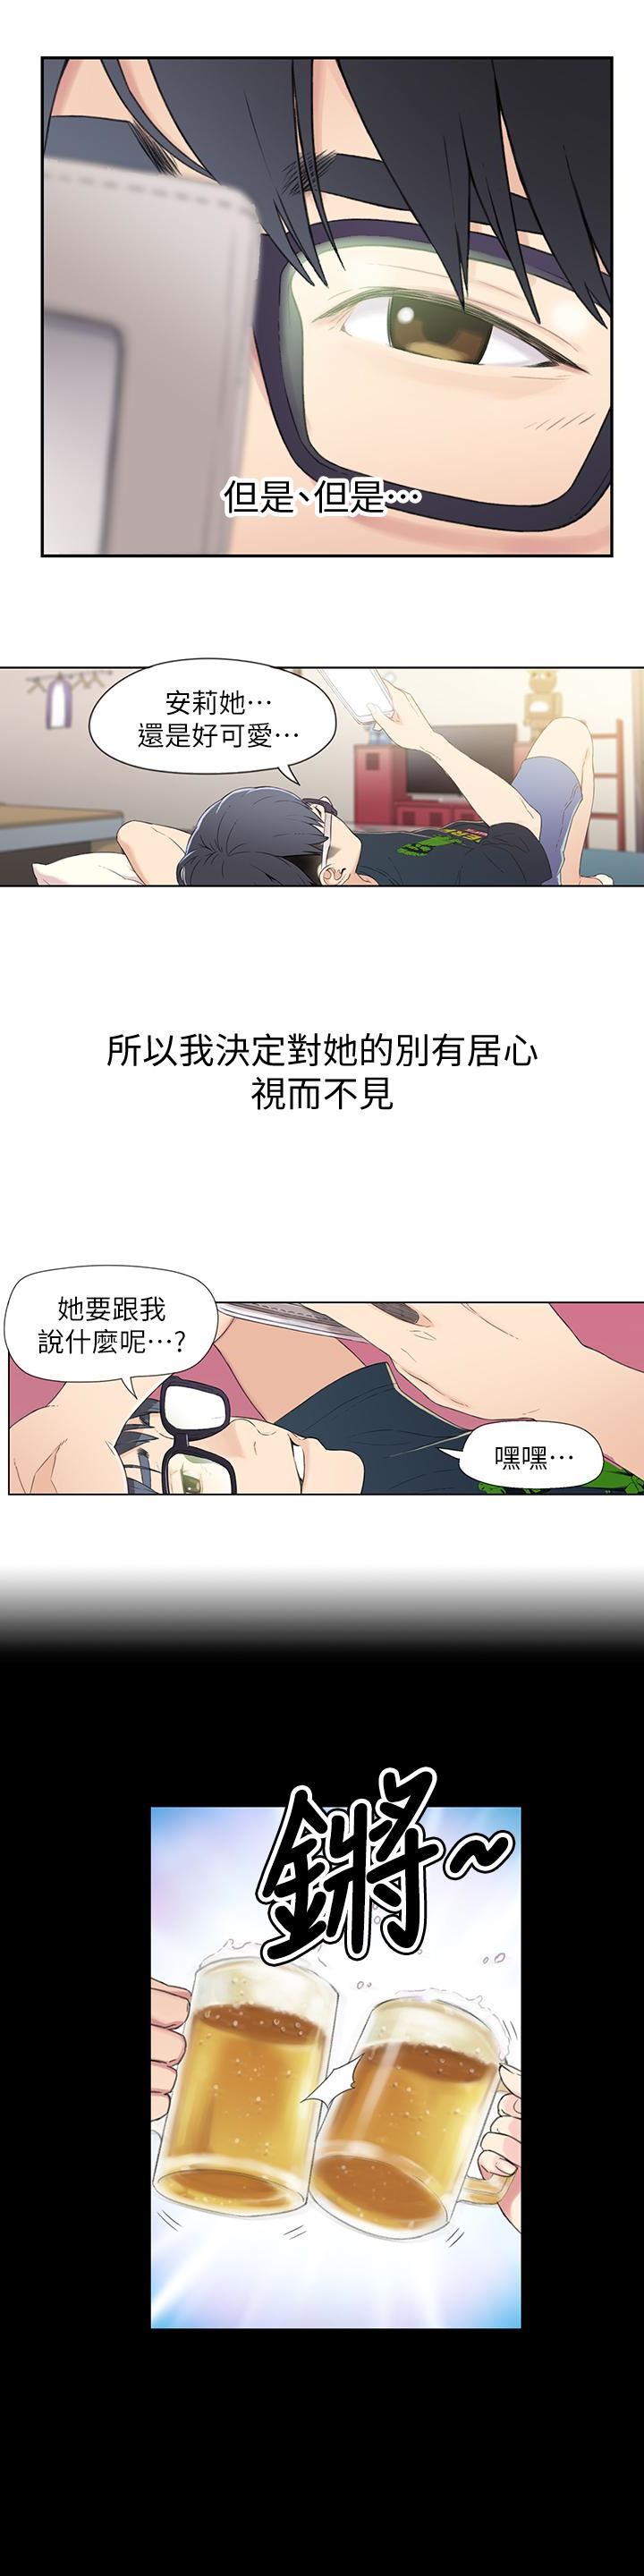 但是、但是⋯
安莉她⋯
還是好可愛⋯
所以我決定對她的別有居心
視而不見
她要跟我
說什麼呢⋯?
嘿嘿⋯
鏘~